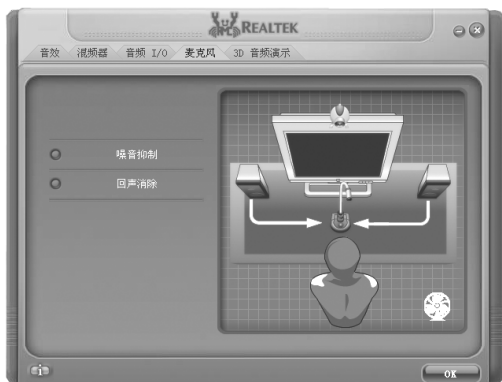 REALTEK
音效 混频器 音频 I/O 麦克风 3D 音频演示
噪音抑制
回声消除
i
OK